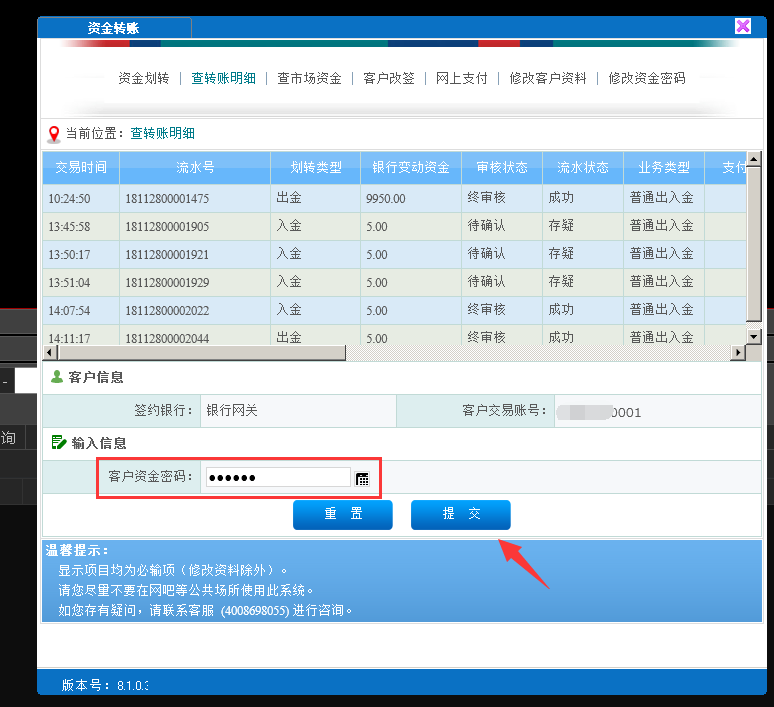 资金转账
资金划转 | 查转账明细 | 查市场资金 | 客户改签 | 网上支付 | 修改客户资料 | 修改资金密码
当前位置：查转账明细
交易时间 流水号 划转类型 银行变动资金 审核状态 流水状态 业务类型 支付
10:24:50 18112800001475 出金 9950.00 终审核 成功 普通出入金
13:45:58 18112800001905 入金 5.00 待确认 存疑 普通出入金
13:50:17 18112800001921 入金 5.00 待确认 存疑 普通出入金
13:51:04 18112800001929 入金 5.00 待确认 存疑 普通出入金
14:07:54 18112800002022 入金 5.00 终审核 成功 普通出入金
14:11:17 18112800002044 出金 5.00 终审核 成功 普通出入金
客户信息
签约银行： 银行网关 客户交易账号： 0001
询
输入信息
客户资金密码： ••••••
重 置 提 交
温馨提示：
显示项目均为必输项（修改资料除外）。
请您尽量不要在网吧等公共场所使用此系统。
如您存有疑问，请联系客服 (4008698055) 进行咨询。
版本号：8.1.0.3